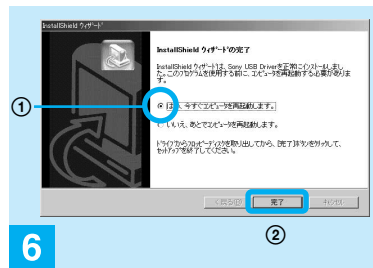 InstallShield ウィザード
InstallShield ウィザードの完了
InstallShield ウィザードは、Sony USB Driverを正常にインストールしまし
た。このプログラムを使用する前に、コンピュータを再起動する必要がありま
す。
① はい、今すぐコンピュータを再起動します。
いいえ、あとでコンピュータを再起動します。
ドライブからフロッピーディスクを取り出してから、[完了]ボタンをクリックして、
セットアップを終了してください。
< 戻る(B) 完了 キャンセル
②
6